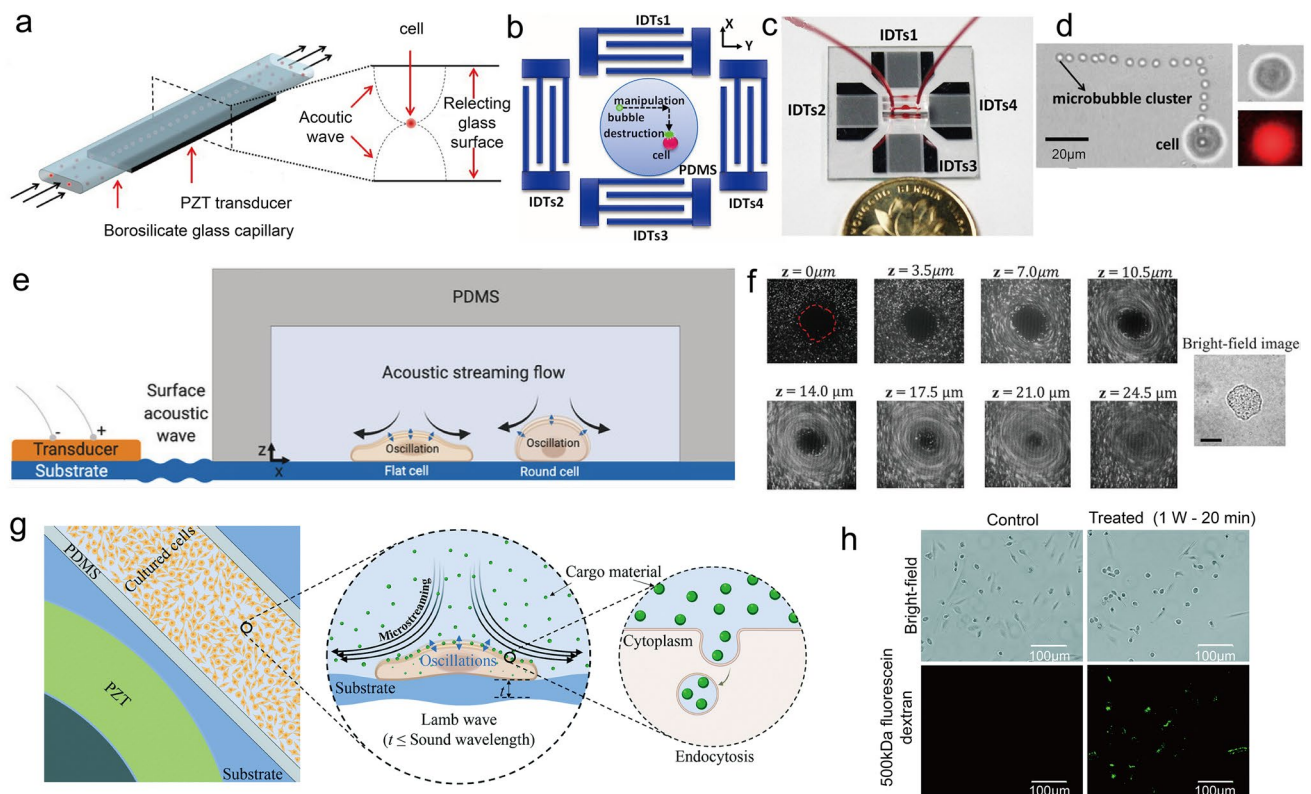 a
cell
Acoutic
wave
Relecting
glass
surface
PZT transducer
Borosilicate glass capillary
b
IDTs1
X
Y
manipulation
bubble
destruction
cell
PDMS
IDTs2
IDTs4
IDTs3
c
IDTs1
IDTs2
IDTs4
IDTs3
d
microbubble cluster
20μm
cell
e
PDMS
Acoustic streaming flow
Surface
acoustic
wave
- +
Transducer
Substrate
Z
X
Oscillation
Flat cell
Oscillation
Round cell
f
z = 0μm
z = 3.5μm
z = 7.0μm
z = 10.5μm
z = 14.0 μm
z = 17.5 μm
z = 21.0 μm
z = 24.5 μm
Bright-field image
g
PDMS
Cultured cells
PZT
Substrate
Microstreaming
Oscillations
Substrate
t
Lamb wave
(t ≤ Sound wavelength)
Cargo material
Cytoplasm
Endocytosis
h
Control
Treated (1 W - 20 min)
Bright-field
100μm
100μm
500kDa fluorescein
dextran
100μm
100μm